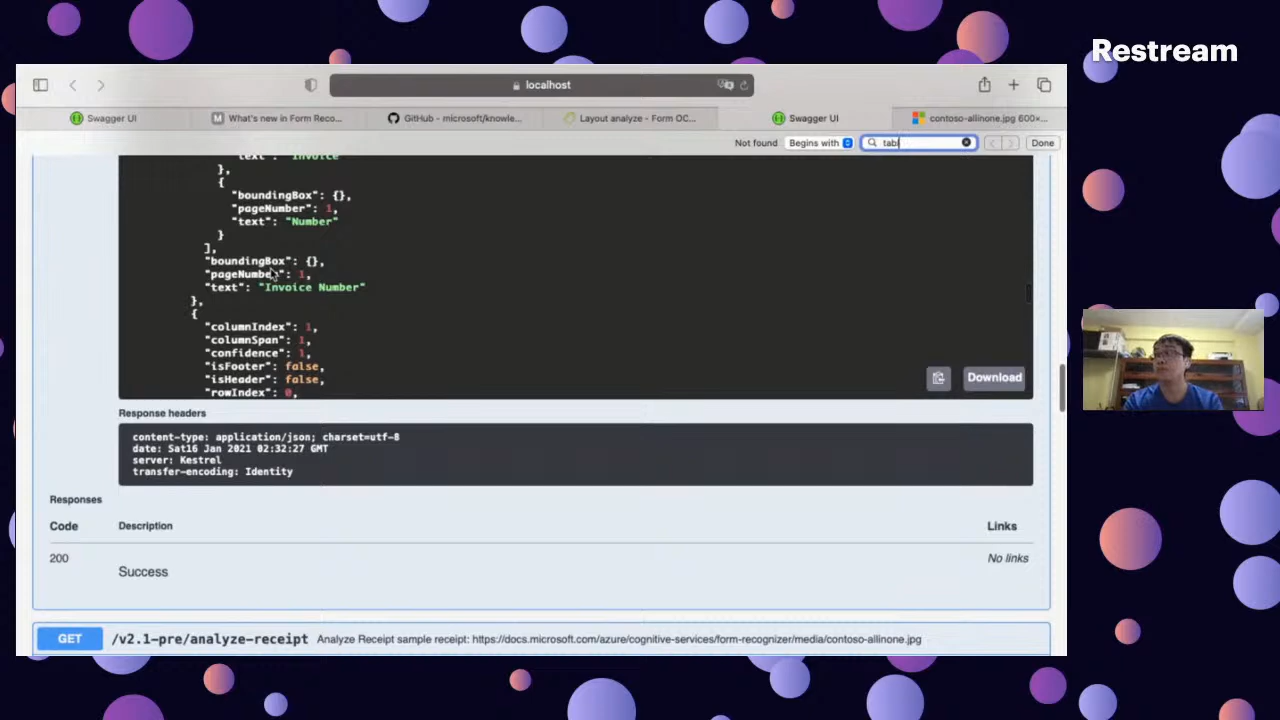 Restream
localhost
Swagger UI
What's new in Form Reco...
GitHub - microsoft/knowle...
Layout analyze - Form OC...
Swagger UI
contoso-allinone.jpg 600×...
Not found
Begins with
tabl
Done
"text": "Invoice"
},
{
"boundingBox": {},
"pageNumber": 1,
"text": "Number"
}
],
"boundingBox": {},
"pageNumber": 1,
"text": "Invoice Number"
},
{
"columnIndex": 1,
"columnSpan": 1,
"confidence": 1,
"isFooter": false,
"isHeader": false,
"rowIndex": 0,
Download
Response headers
content-type: application/json; charset=utf-8
date: Sat16 Jan 2021 02:32:27 GMT
server: Kestrel
transfer-encoding: Identity
Responses
Code Description Links
200 Success No links
GET /v2.1-pre/analyze-receipt Analyze Receipt sample receipt: https://docs.microsoft.com/azure/cognitive-services/form-recognizer/media/contoso-allinone.jpg